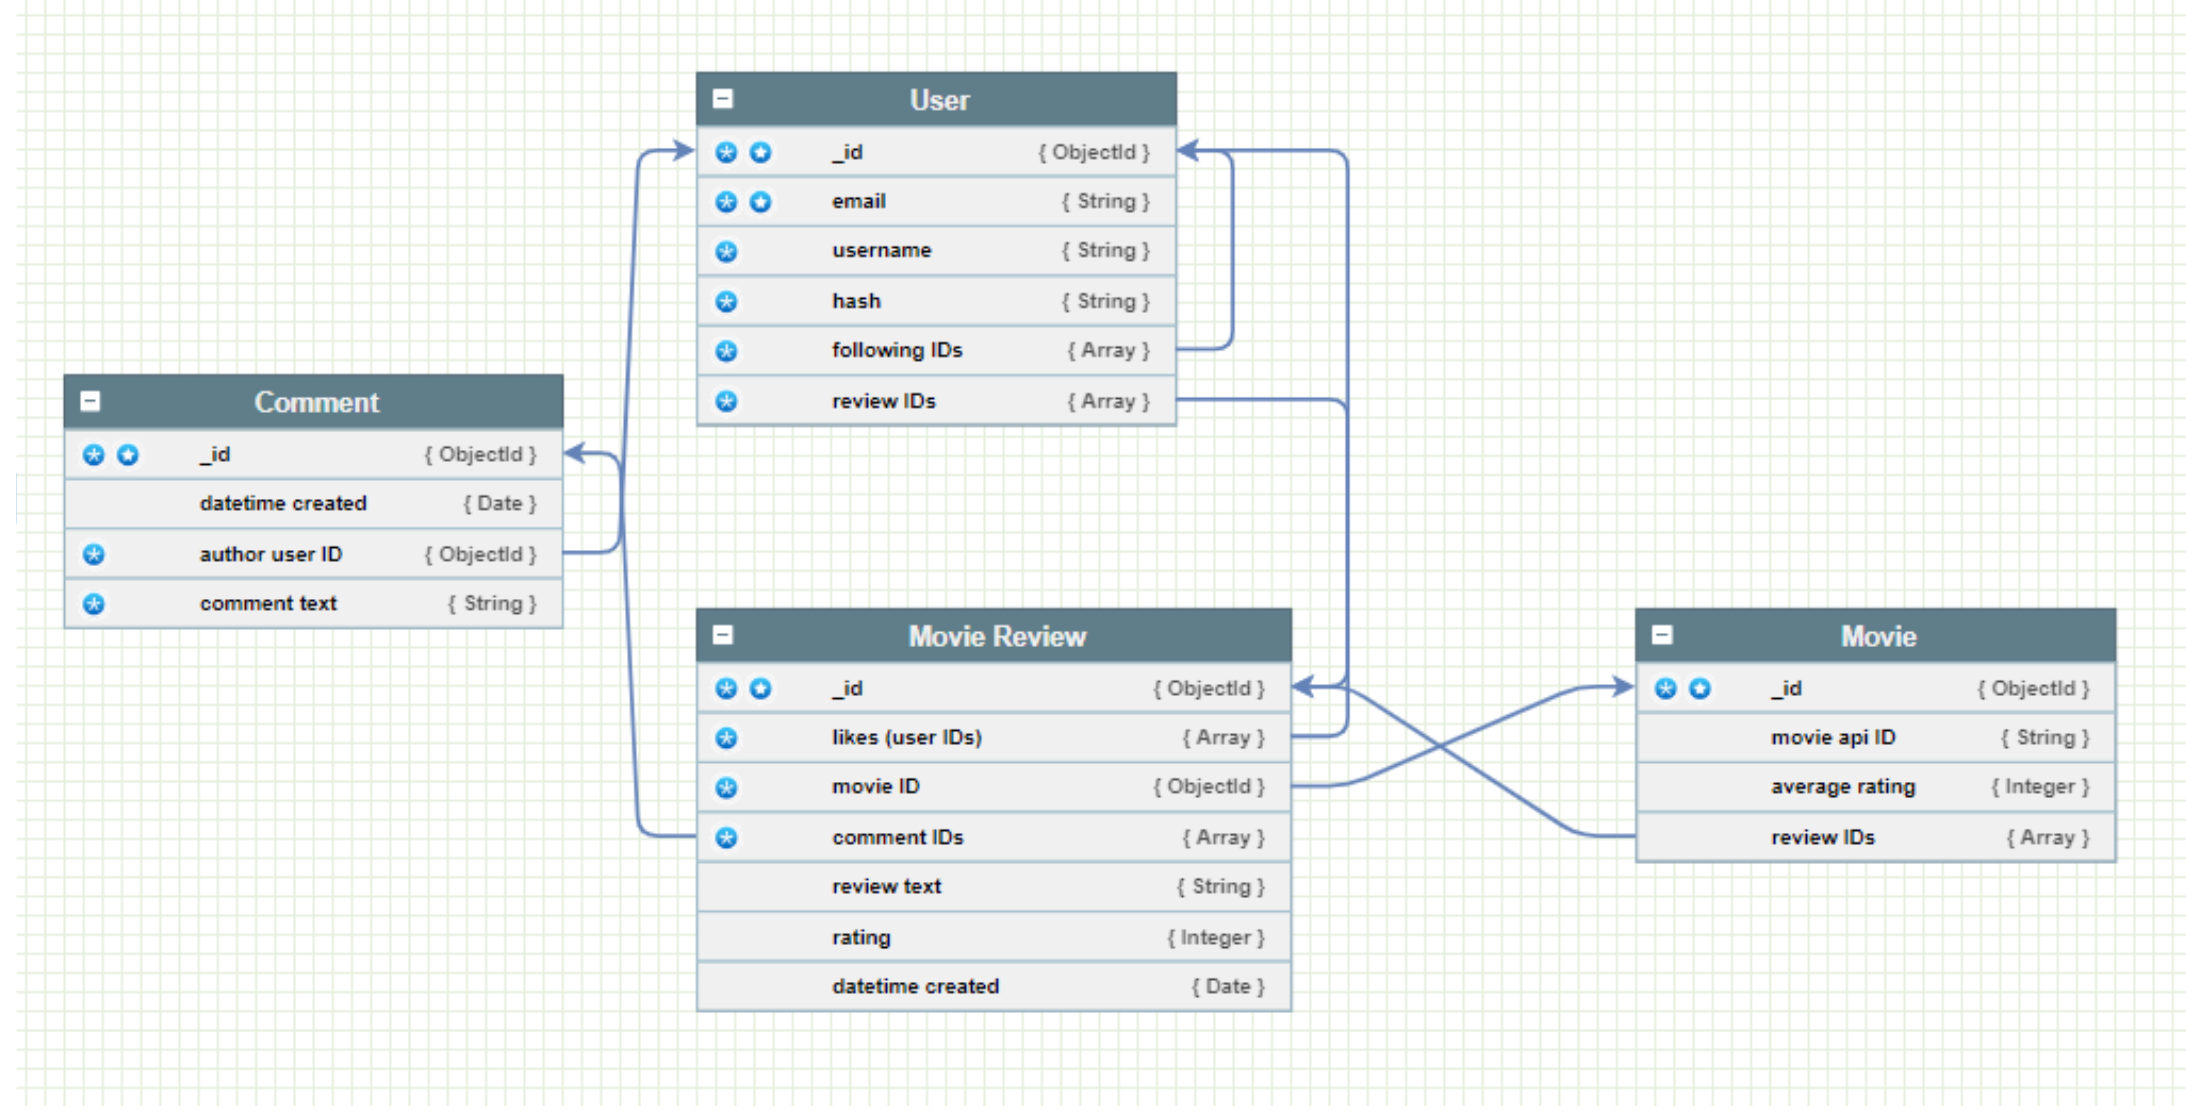 User
_id { ObjectId }
email { String }
username { String }
hash { String }
following IDs { Array }
review IDs { Array }
Comment
_id { ObjectId }
datetime created { Date }
author user ID { ObjectId }
comment text { String }
Movie Review
_id { ObjectId }
likes (user IDs) { Array }
movie ID { ObjectId }
comment IDs { Array }
review text { String }
rating { Integer }
datetime created { Date }
Movie
_id { ObjectId }
movie api ID { String }
average rating { Integer }
review IDs { Array }